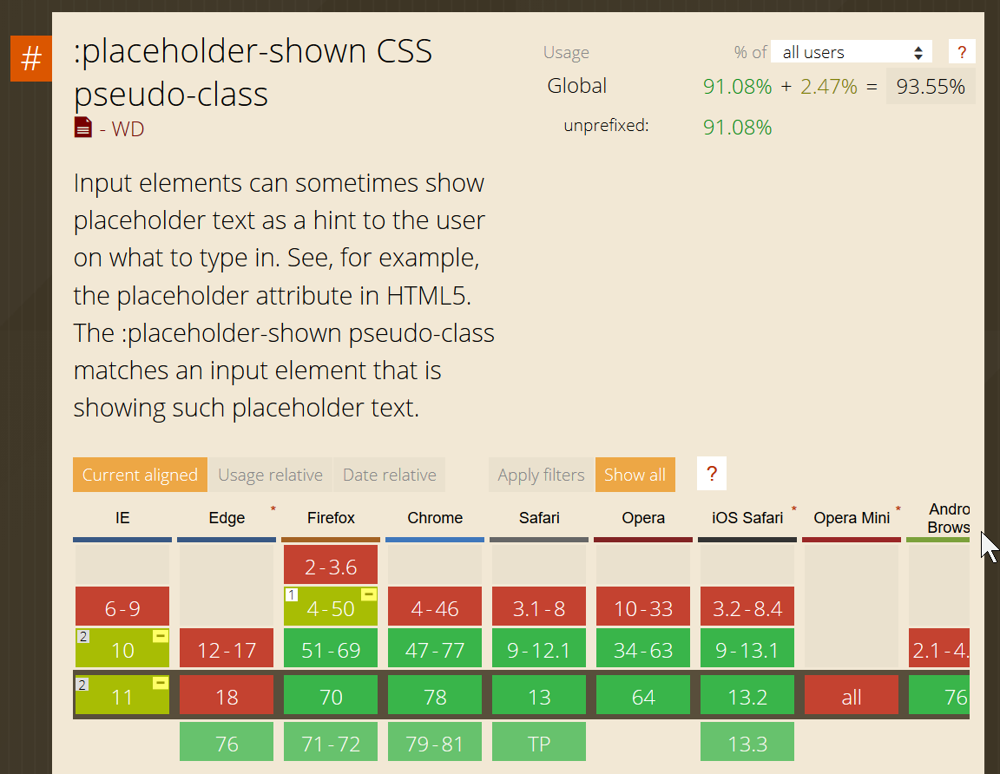 #
:placeholder-shown CSS
pseudo-class
- WD
Usage % of all users ?
Global 91.08% + 2.47% = 93.55%
unprefixed: 91.08%
Input elements can sometimes show
placeholder text as a hint to the user
on what to type in. See, for example,
the placeholder attribute in HTML5.
The :placeholder-shown pseudo-class
matches an input element that is
showing such placeholder text.
Current aligned Usage relative Date relative Apply filters Show all ?
IE Edge * Firefox Chrome Safari Opera iOS Safari * Opera Mini * Andro
Brows
2-3.6
6-9 1 4-50 4-46 3.1-8 10-33 3.2-8.4
2 10 12-17 51-69 47-77 9-12.1 34-63 9-13.1 2.1-4.
2 11 18 70 78 13 64 13.2 all 76
76 71-72 79-81 TP 13.3